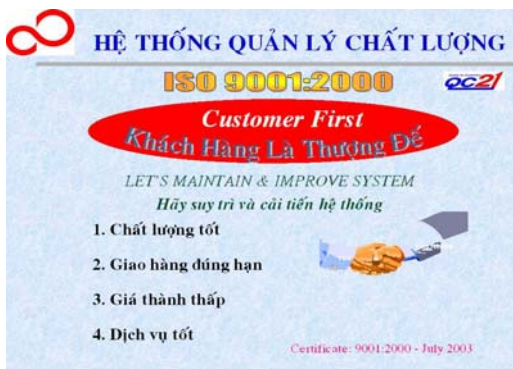 HỆ THỐNG QUẢN LÝ CHẤT LƯỢNG
ISO 9001:2000
QC21
Customer First
Khách Hàng Là Thượng Đế
LET'S MAINTAIN & IMPROVE SYSTEM
Hãy suy trì và cải tiến hệ thống
1. Chất lượng tốt
2. Giao hàng đúng hạn
3. Giá thành thấp
4. Dịch vụ tốt
Certificate: 9001:2000 - July 2003